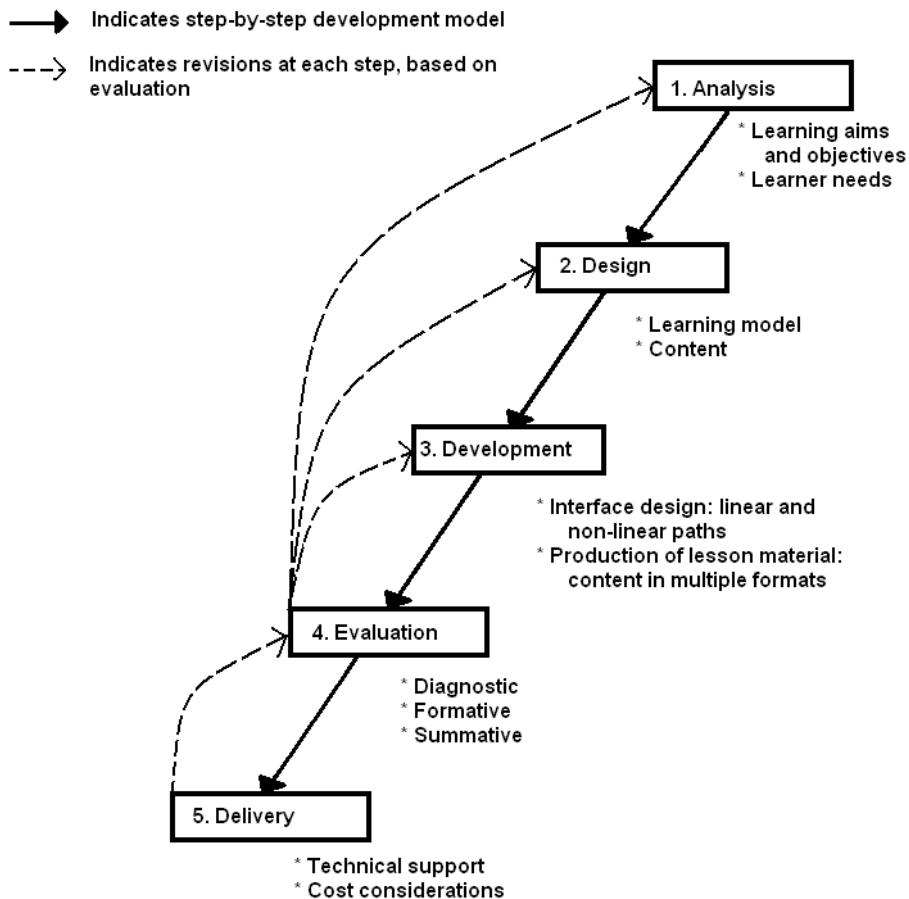 Indicates step-by-step development model
Indicates revisions at each step, based on
evaluation
1. Analysis
* Learning aims
and objectives
* Learner needs
2. Design
* Learning model
* Content
3. Development
* Interface design: linear and
non-linear paths
* Production of lesson material:
content in multiple formats
4. Evaluation
* Diagnostic
* Formative
* Summative
5. Delivery
* Technical support
* Cost considerations